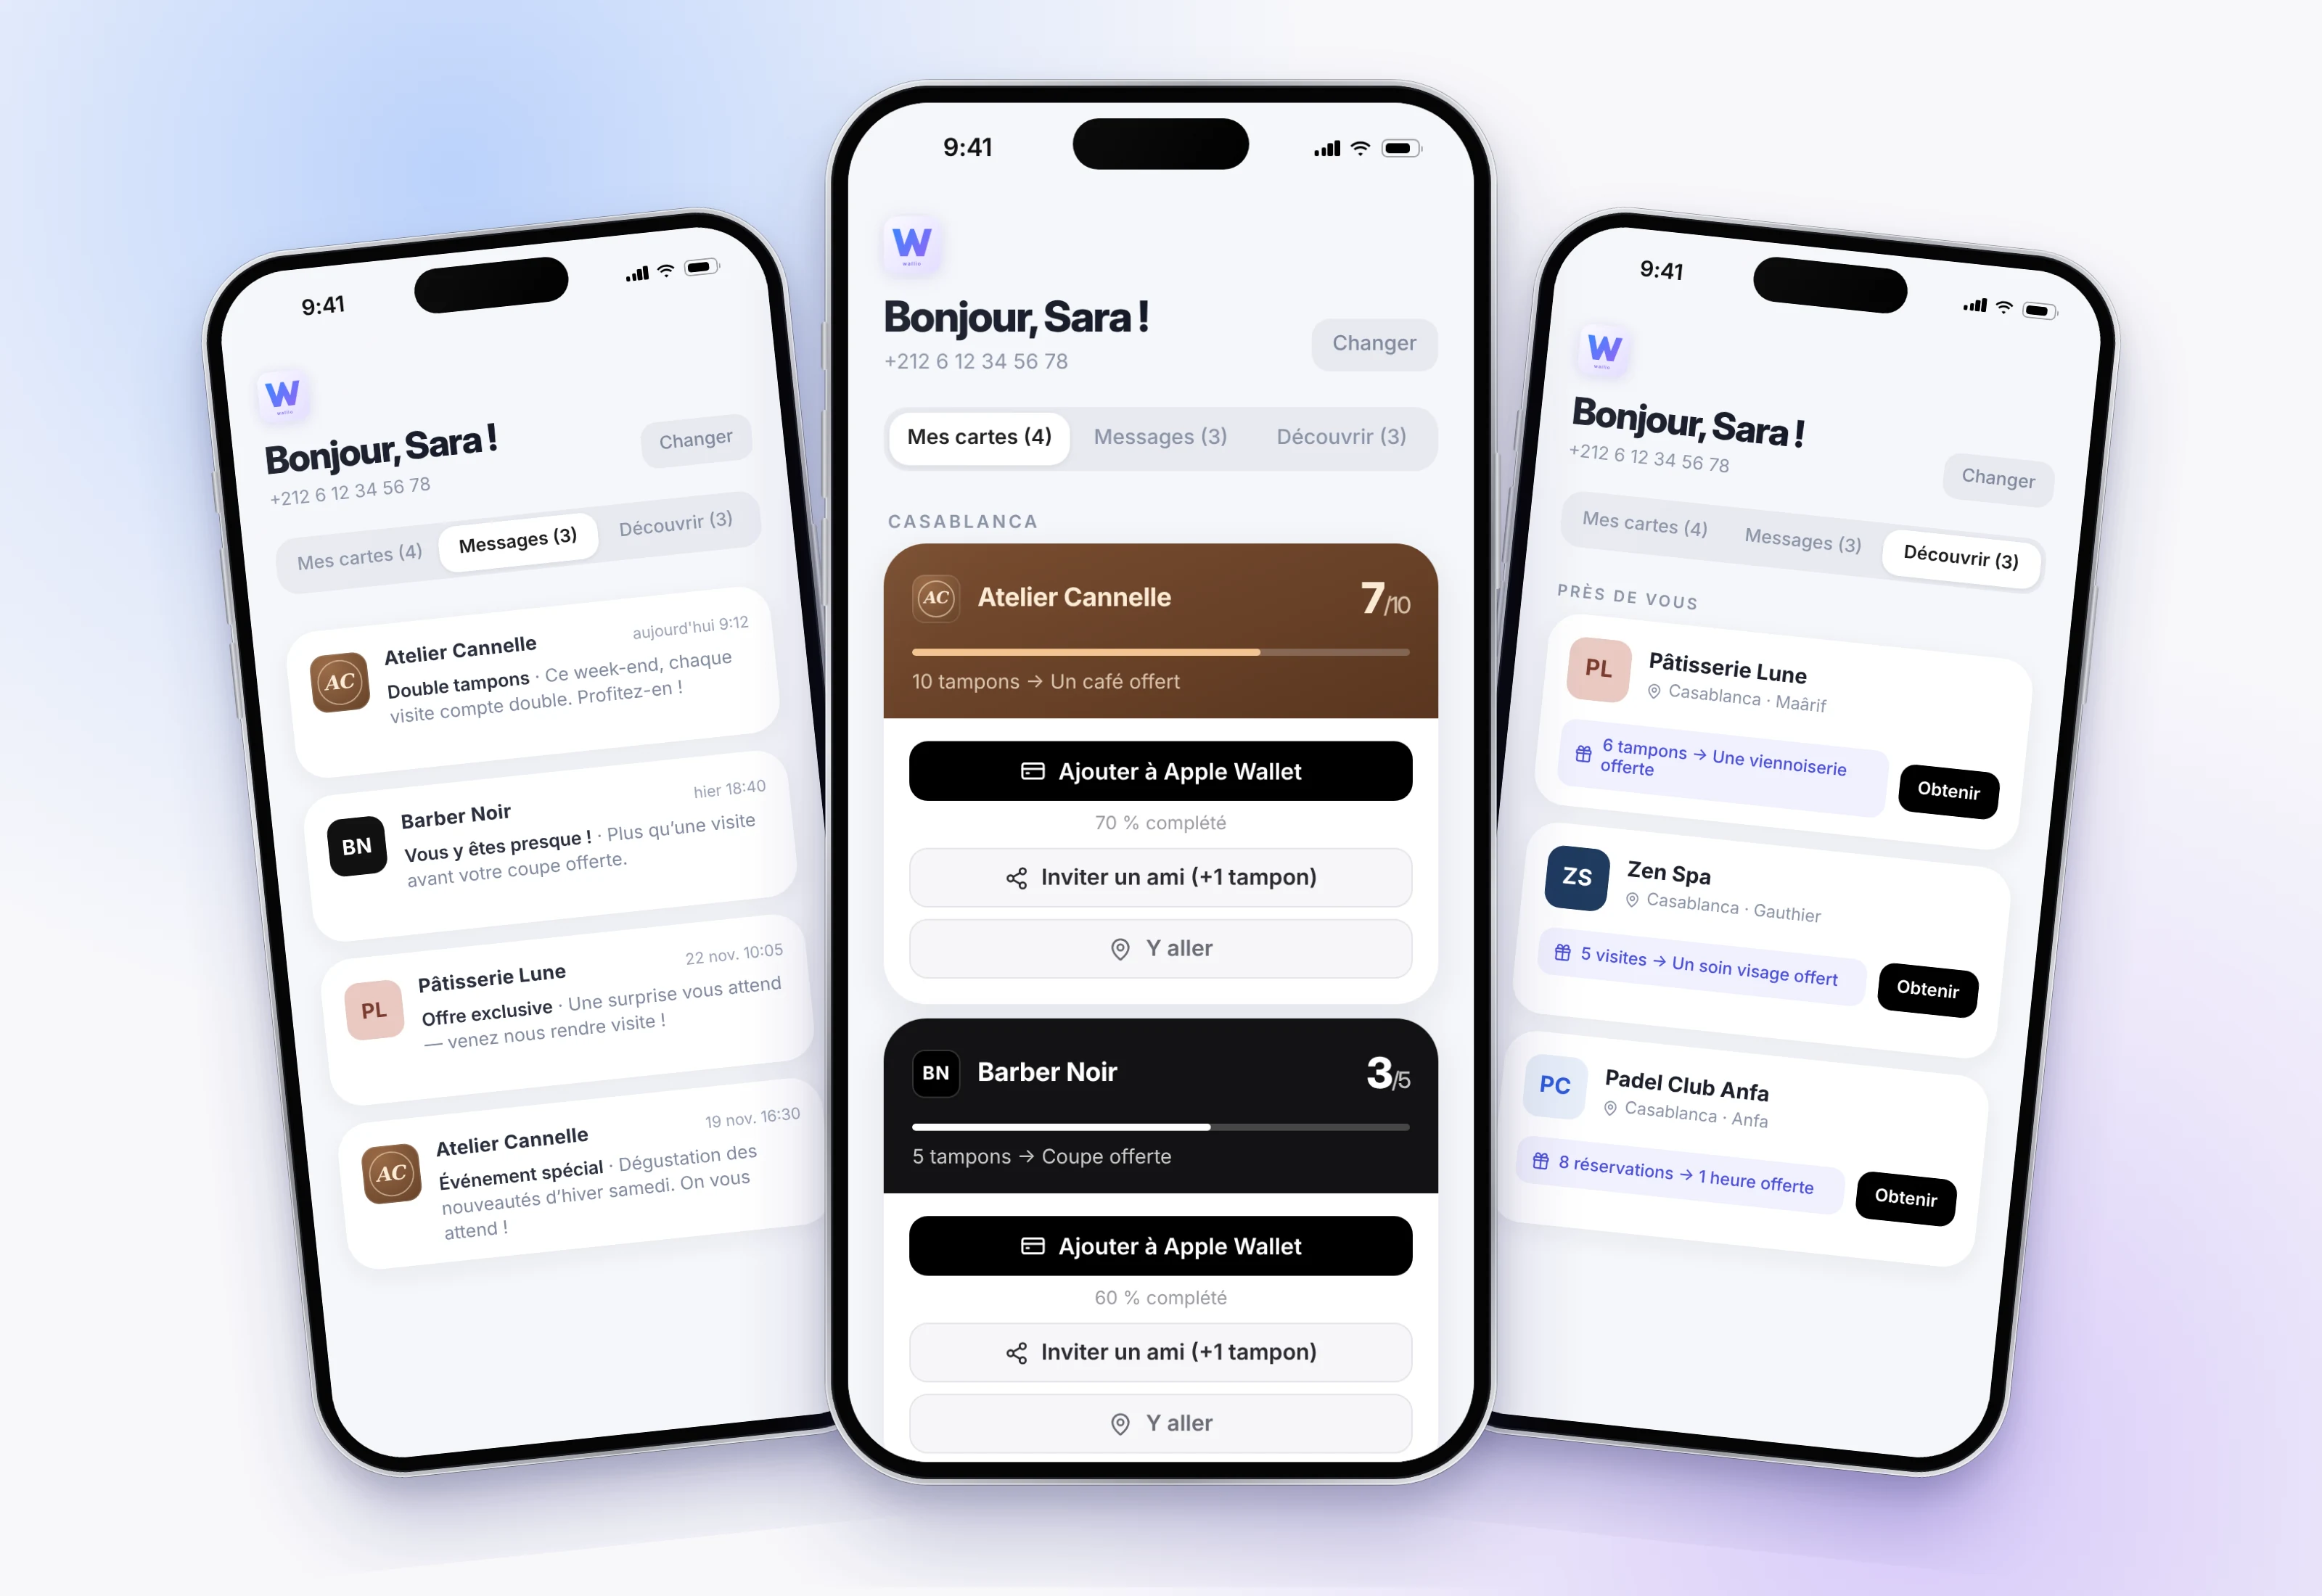 9:41
W
wallio
Bonjour, Sara !
+212 6 12 34 56 78
Changer
Mes cartes (4)
Messages (3)
Découvrir (3)
Atelier Cannelle
aujourd'hui 9:12
AC
Double tampons · Ce week-end, chaque
visite compte double. Profitez-en !
Barber Noir
hier 18:40
BN
Vous y êtes presque ! · Plus qu’une visite
avant votre coupe offerte.
Pâtisserie Lune
22 nov. 10:05
PL
Offre exclusive · Une surprise vous attend
— venez nous rendre visite !
Atelier Cannelle
19 nov. 16:30
AC
Événement spécial · Dégustation des
nouveautés d’hiver samedi. On vous
attend !
9:41
W
wallio
Bonjour, Sara !
+212 6 12 34 56 78
Changer
Mes cartes (4)
Messages (3)
Découvrir (3)
CASABLANCA
AC
Atelier Cannelle
7/10
10 tampons → Un café offert
Ajouter à Apple Wallet
70 % complété
Inviter un ami (+1 tampon)
Y aller
BN
Barber Noir
3/5
5 tampons → Coupe offerte
Ajouter à Apple Wallet
60 % complété
Inviter un ami (+1 tampon)
Y aller
9:41
W
wallio
Bonjour, Sara !
+212 6 12 34 56 78
Changer
Mes cartes (4)
Messages (3)
Découvrir (3)
PRÈS DE VOUS
PL
Pâtisserie Lune
Casablanca · Maârif
6 tampons → Une viennoiserie
offerte
Obtenir
ZS
Zen Spa
Casablanca · Gauthier
5 visites → Un soin visage offert
Obtenir
PC
Padel Club Anfa
Casablanca · Anfa
8 réservations → 1 heure offerte
Obtenir